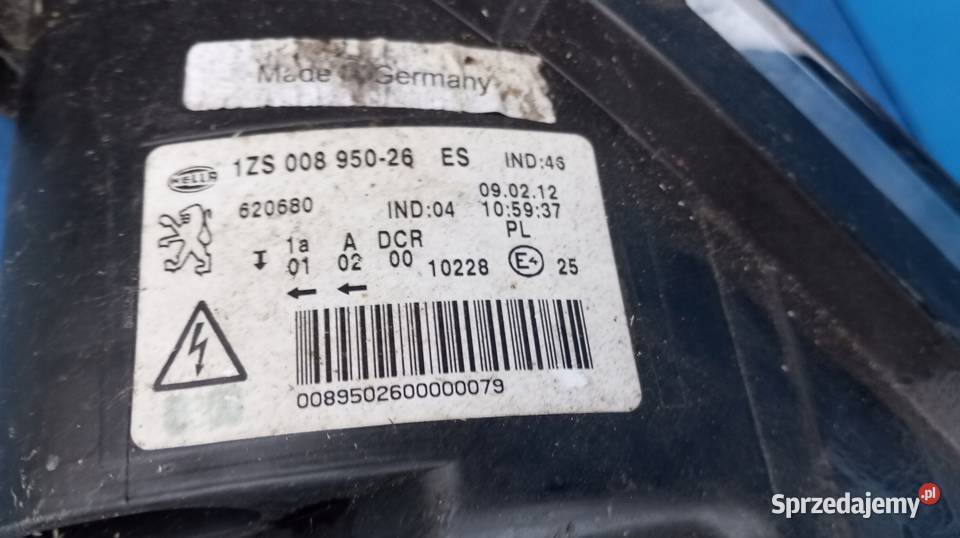 Made Germany
HELLA 1ZS 008 950-26 ES IND:46
09.02.12
620680 IND:04 10:59:37
1a A DCR PL
01 02 00 10228 E4 25
0089502600000079
Sprzedajemy.pl